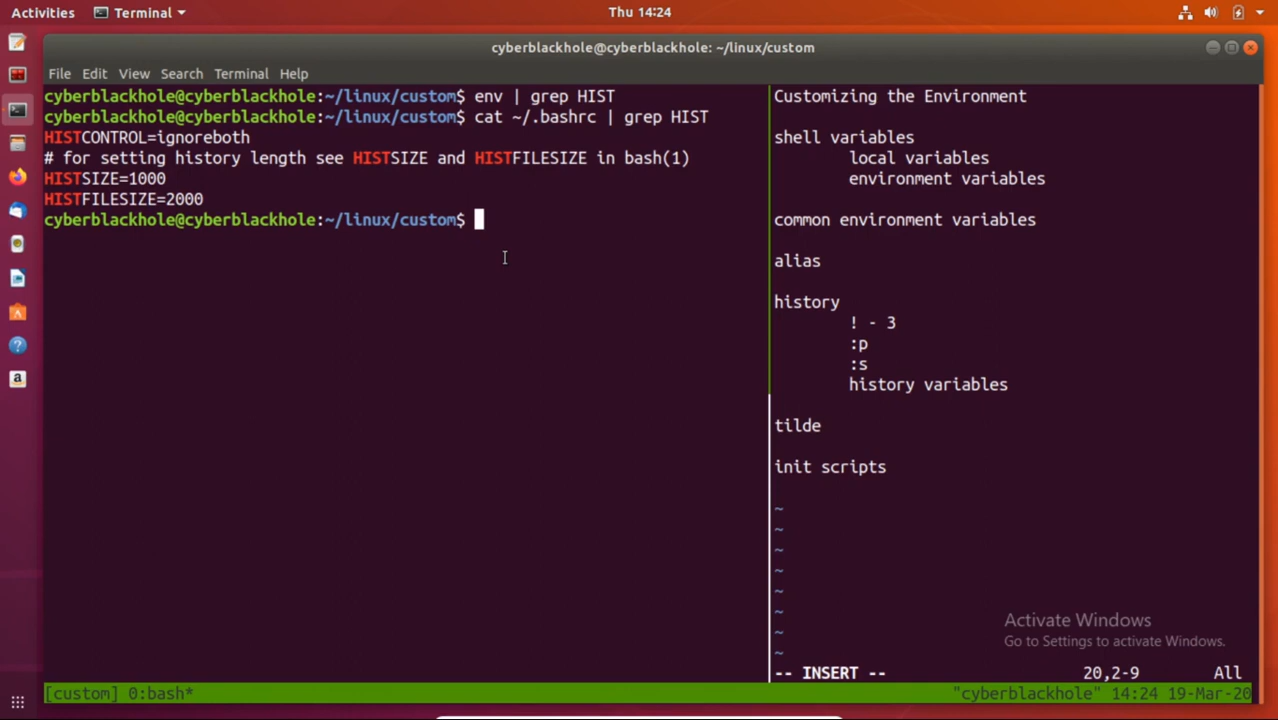 Activities Terminal Thu 14:24
cyberblackhole@cyberblackhole: ~/linux/custom
File Edit View Search Terminal Help
cyberblackhole@cyberblackhole:~/linux/custom$ env | grep HIST
cyberblackhole@cyberblackhole:~/linux/custom$ cat ~/.bashrc | grep HIST
HISTCONTROL=ignoreboth
# for setting history length see HISTSIZE and HISTFILESIZE in bash(1)
HISTSIZE=1000
HISTFILESIZE=2000
cyberblackhole@cyberblackhole:~/linux/custom$
Customizing the Environment
shell variables
local variables
environment variables
common environment variables
alias
history
! - 3
:p
:s
history variables
tilde
init scripts
~
~
~
~
~
~
~
~
Activate Windows
Go to Settings to activate Windows.
-- INSERT -- 20,2-9 All
[custom] 0:bash* "cyberblackhole" 14:24 19-Mar-20